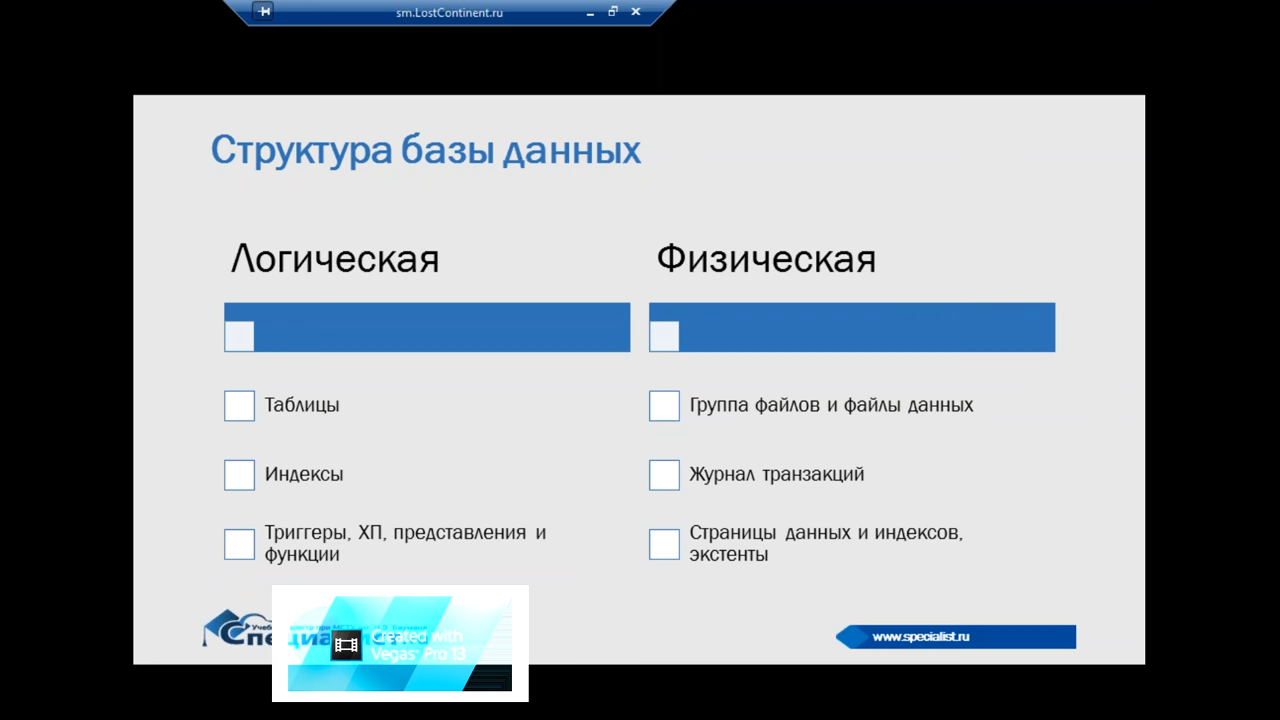 sm.LostContinent.ru
Структура базы данных
Логическая
Физическая
Таблицы
Группа файлов и файлы данных
Индексы
Журнал транзакций
Триггеры, ХП, представления и
функции
Страницы данных и индексов,
экстенты
Created with
Vegas Pro 13
www.specialist.ru